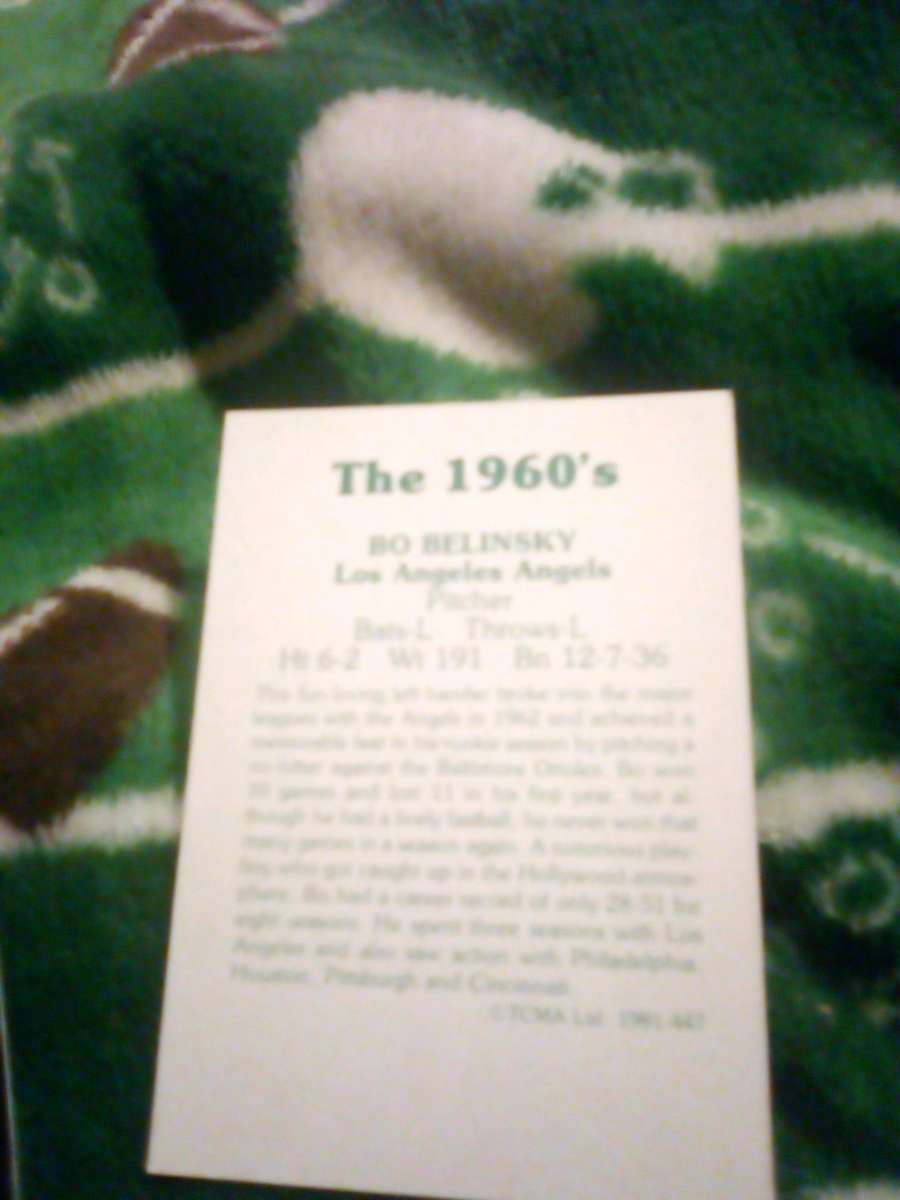 The 1960's
BO BELINSKY
Los Angeles Angels
Pitcher
Bats-L Throws-L
Ht 6-2 Wt 191 Bn 12-7-36
This fun-loving left-hander broke into the major
leagues with the Angels in 1962 and achieved a
memorable feat in his rookie season by pitching a
no-hitter against the Baltimore Orioles. Bo won
10 games and lost 11 in his first year, but al-
though he had a lively fastball, he never won that
many games in a season again. A notorious play-
boy who got caught up in the Hollywood atmos-
phere, Bo had a career record of only 28-51 for
eight seasons. He spent three seasons with Los
Angeles and also saw action with Philadelphia,
Houston, Pittsburgh and Cincinnati.
©TCMA Ltd. 1981 447